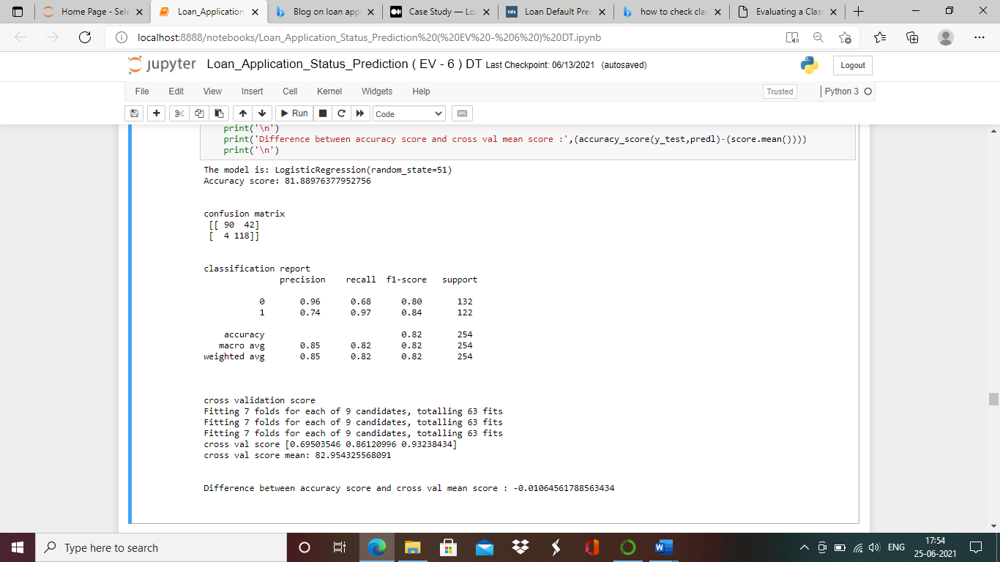 Home Page - Sele
Loan_Application
Blog on loan app
Case Study — Lo
Loan Default Prec
how to check clas
Evaluating a Clas
localhost:8888/notebooks/Loan_Application_Status_Prediction%20(%20EV%20-%206%20)%20DT.ipynb
jupyter Loan_Application_Status_Prediction ( EV - 6 ) DT Last Checkpoint: 06/13/2021 (autosaved)
Logout
File Edit View Insert Cell Kernel Widgets Help
Trusted
Python 3
Run
Code
print('\n')
print('Difference between accuracy score and cross val mean score :',(accuracy_score(y_test,predl)-(score.mean())))
print('\n')
The model is: LogisticRegression(random_state=51)
Accuracy score: 81.88976377952756
confusion matrix
[[ 90  42]
[  4 118]]
classification report
precision recall f1-score support
0 0.96 0.68 0.80 132
1 0.74 0.97 0.84 122
accuracy 0.82 254
macro avg 0.85 0.82 0.82 254
weighted avg 0.85 0.82 0.82 254
cross validation score
Fitting 7 folds for each of 9 candidates, totalling 63 fits
Fitting 7 folds for each of 9 candidates, totalling 63 fits
Fitting 7 folds for each of 9 candidates, totalling 63 fits
cross val score [0.69503546 0.86120996 0.93238434]
cross val score mean: 82.954325568091
Difference between accuracy score and cross val mean score : -0.01064561788563434
Type here to search
ENG
17:54
25-06-2021